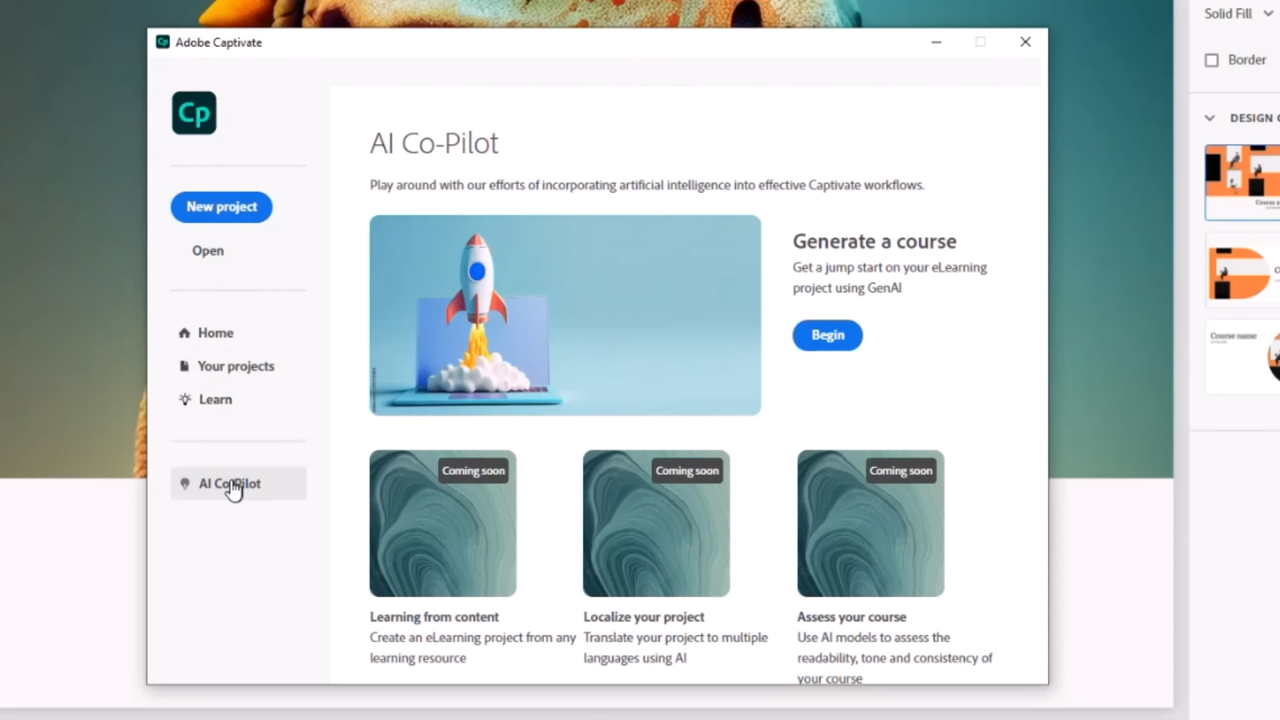 Adobe Captivate
Solid Fill
Border
DESIGN
Cp
New project
Open
Home
Your projects
Learn
AI Co-Pilot
AI Co-Pilot
Play around with our efforts of incorporating artificial intelligence into effective Captivate workflows.
Generate a course
Get a jump start on your eLearning
project using GenAI
Begin
Coming soon
Learning from content
Create an eLearning project from any
learning resource
Coming soon
Localize your project
Translate your project to multiple
languages using AI
Coming soon
Assess your course
Use AI models to assess the
readability, tone and consistency of
your course
Course name